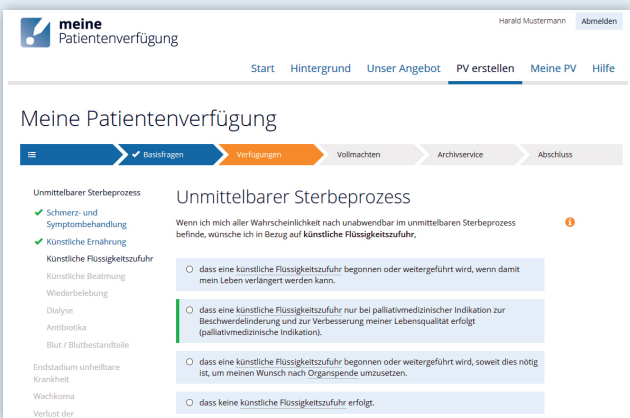 meine
Patientenverfügung
Harald Mustermann
Abmelden
Start Hintergrund Unser Angebot PV erstellen Meine PV Hilfe
Meine Patientenverfügung
Basisfragen Verfügungen Vollmachten Archivservice Abschluss
Unmittelbarer Sterbeprozess
Schmerz- und
Symptombehandlung
Künstliche Ernährung
Künstliche Flüssigkeitszufuhr
Künstliche Beatmung
Wiederbelebung
Dialyse
Antibiotika
Blut / Blutbestandteile
Endstadium unheilbare
Krankheit
Wachkoma
Verlust der
Unmittelbarer Sterbeprozess
Wenn ich mich aller Wahrscheinlichkeit nach unabwendbar im unmittelbaren Sterbeprozess
befinde, wünsche ich in Bezug auf künstliche Flüssigkeitszufuhr,
dass eine künstliche Flüssigkeitszufuhr begonnen oder weitergeführt wird, wenn damit
mein Leben verlängert werden kann.
dass eine künstliche Flüssigkeitszufuhr nur bei palliativmedizinischer Indikation zur
Beschwerdelinderung und zur Verbesserung meiner Lebensqualität erfolgt
(palliativmedizinische Indikation).
dass eine künstliche Flüssigkeitszufuhr begonnen oder weitergeführt wird, soweit dies nötig
ist, um meinen Wunsch nach Organspende umzusetzen.
dass keine künstliche Flüssigkeitszufuhr erfolgt.